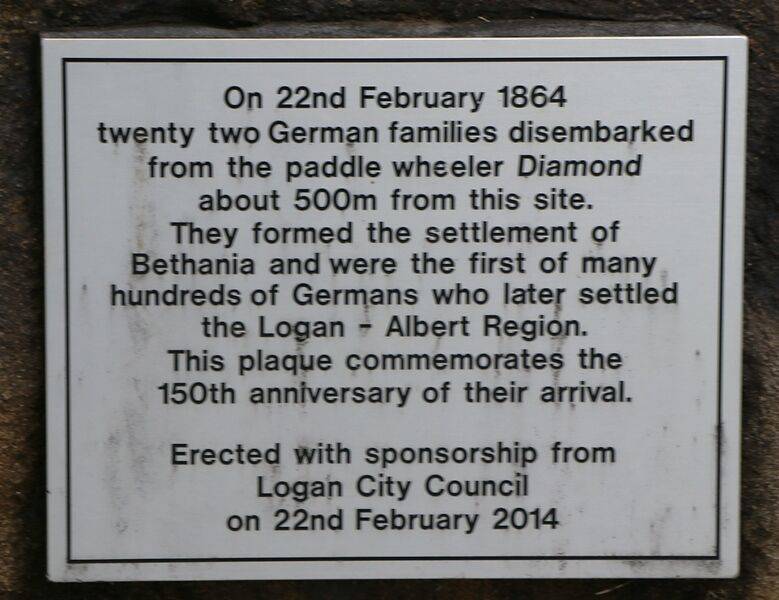 On 22nd February 1864
twenty two German families disembarked
from the paddle wheeler Diamond
about 500m from this site.
They formed the settlement of
Bethania and were the first of many
hundreds of Germans who later settled
the Logan - Albert Region.
This plaque commemorates the
150th anniversary of their arrival.
Erected with sponsorship from
Logan City Council
on 22nd February 2014